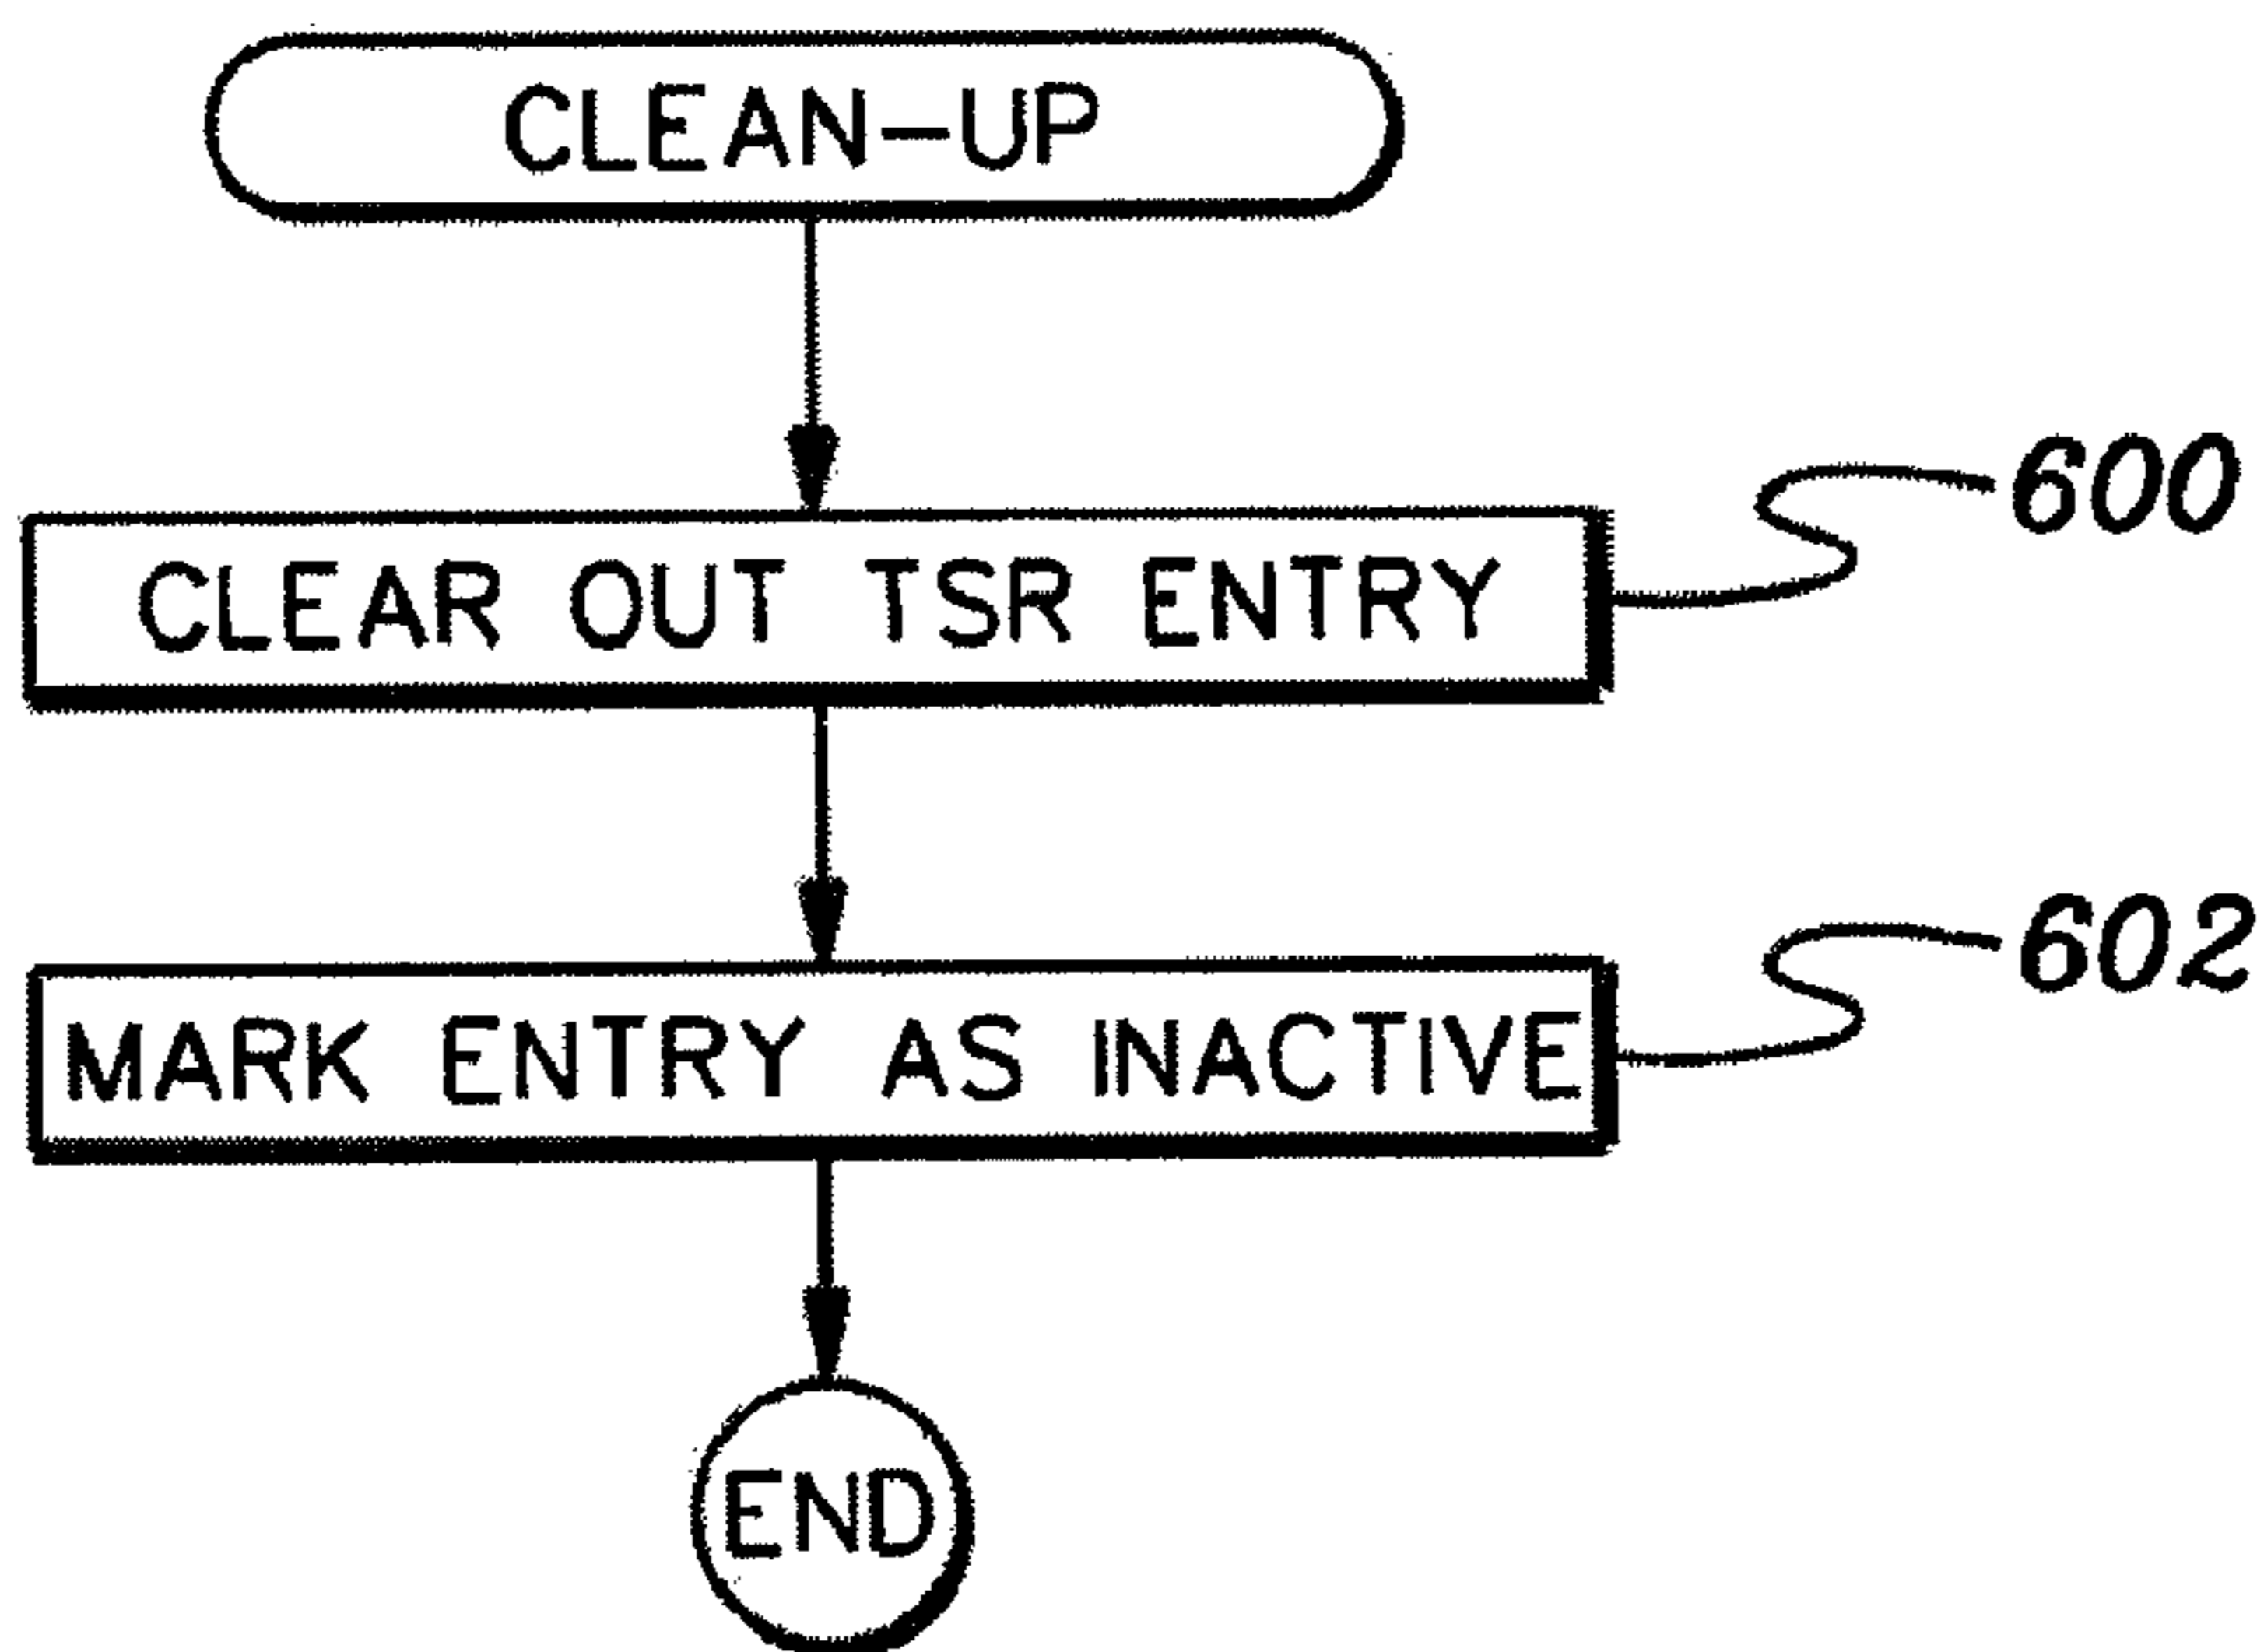 CLEAN-UP
600
CLEAR OUT TSR ENTRY
602
MARK ENTRY AS INACTIVE
END